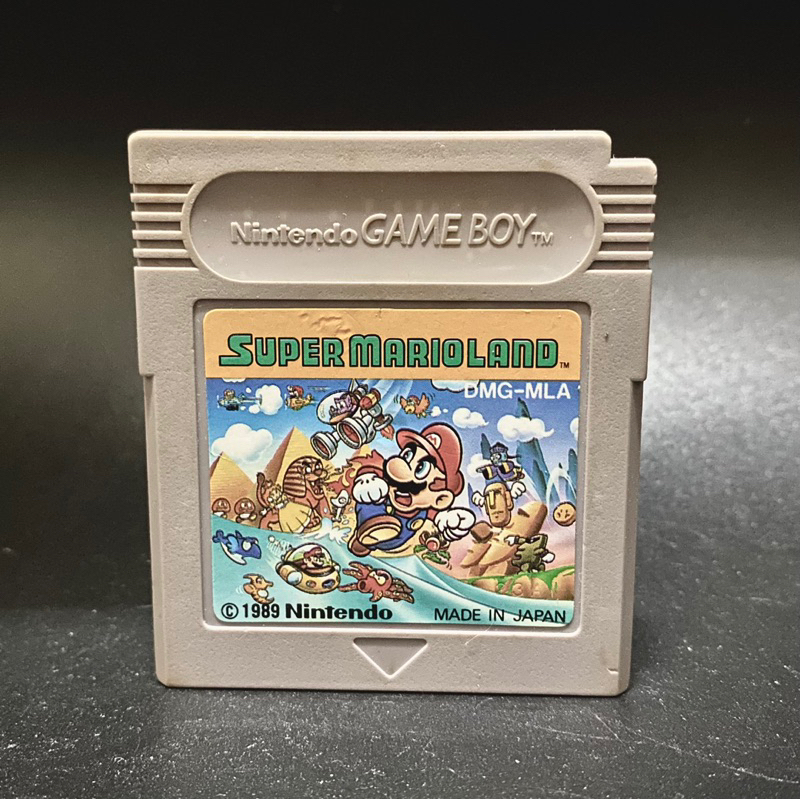 Nintendo GAME BOY™
SUPER MARIOLAND™
DMG-MLA
©1989 Nintendo
MADE IN JAPAN